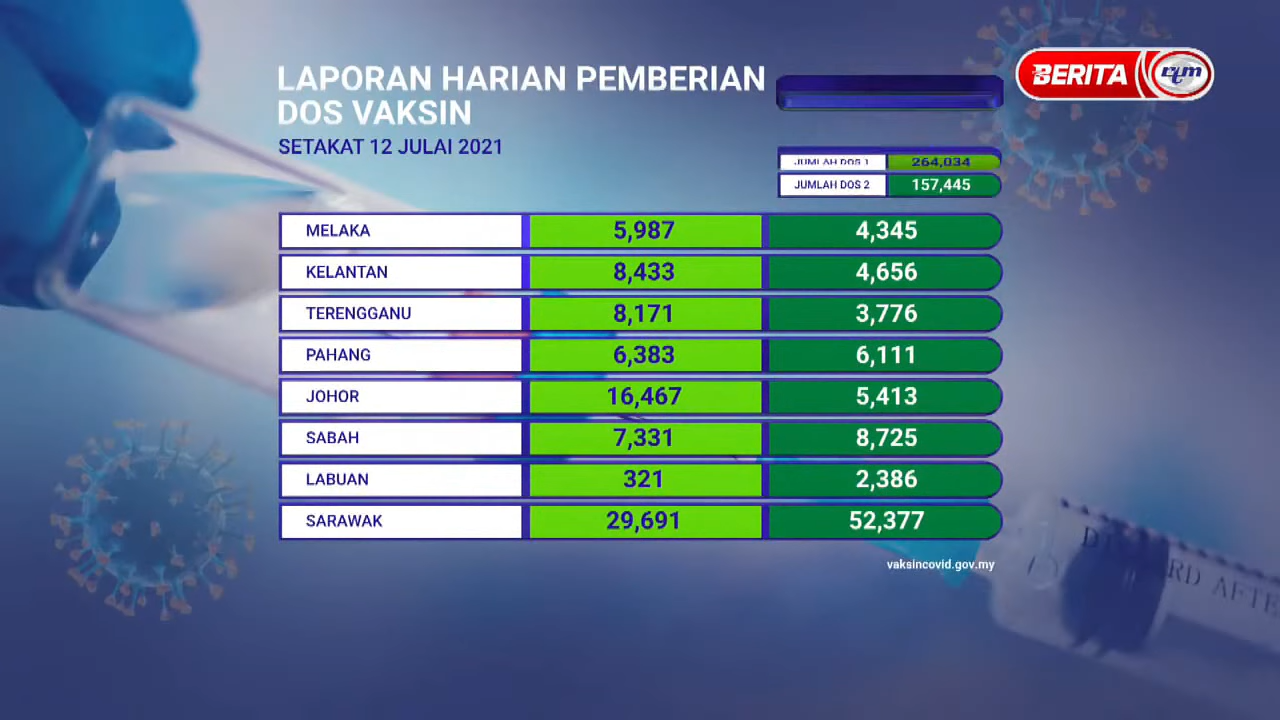 LAPORAN HARIAN PEMBERIAN
DOS VAKSIN
SETAKAT 12 JULAI 2021
BERITA rtm
JUMLAH DOS 1 264,034
JUMLAH DOS 2 157,445
MELAKA 5,987 4,345
KELANTAN 8,433 4,656
TERENGGANU 8,171 3,776
PAHANG 6,383 6,111
JOHOR 16,467 5,413
SABAH 7,331 8,725
LABUAN 321 2,386
SARAWAK 29,691 52,377
vaksincovid.gov.my